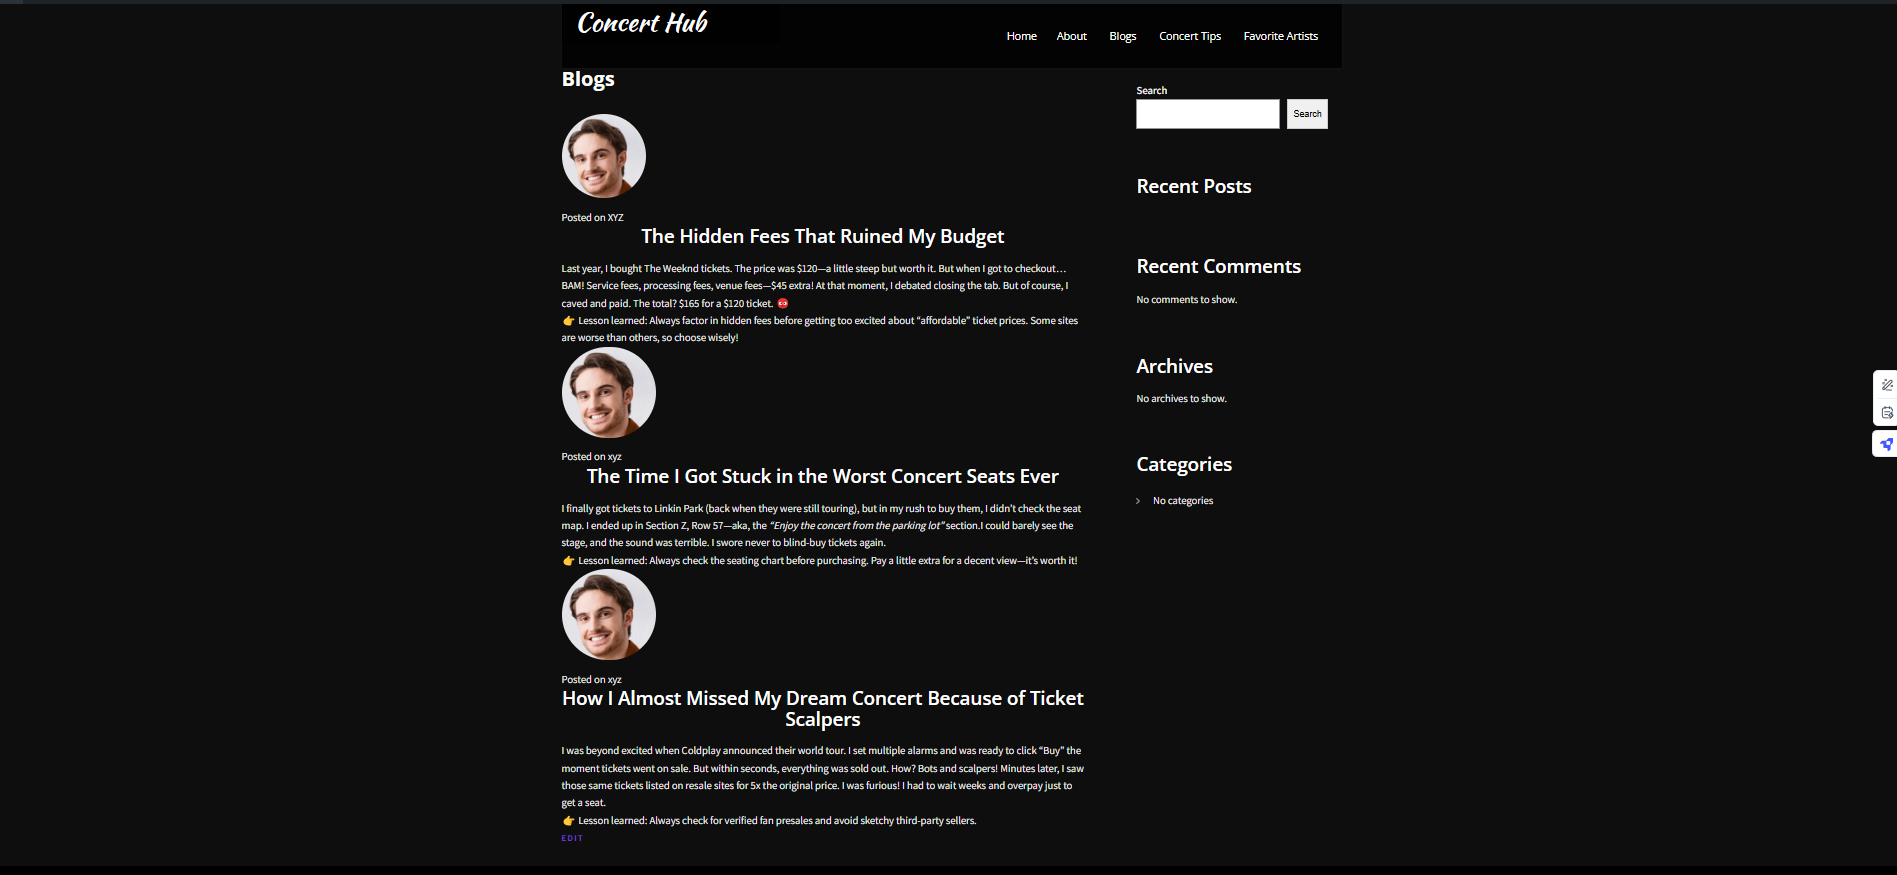 Concert Hub
Home About Blogs Concert Tips Favorite Artists
Blogs
Posted on XYZ
The Hidden Fees That Ruined My Budget
Last year, I bought The Weeknd tickets. The price was $120—a little steep but worth it. But when I got to checkout…
BAM! Service fees, processing fees, venue fees—$45 extra! At that moment, I debated closing the tab. But of course, I
caved and paid. The total? $165 for a $120 ticket. 
👉 Lesson learned: Always factor in hidden fees before getting too excited about “affordable” ticket prices. Some sites
are worse than others, so choose wisely!
Posted on xyz
The Time I Got Stuck in the Worst Concert Seats Ever
I finally got tickets to Linkin Park (back when they were still touring), but in my rush to buy them, I didn’t check the seat
map. I ended up in Section Z, Row 57—aka, the “Enjoy the concert from the parking lot” section.I could barely see the
stage, and the sound was terrible. I swore never to blind-buy tickets again.
👉 Lesson learned: Always check the seating chart before purchasing. Pay a little extra for a decent view—it’s worth it!
Posted on xyz
How I Almost Missed My Dream Concert Because of Ticket
Scalpers
I was beyond excited when Coldplay announced their world tour. I set multiple alarms and was ready to click “Buy” the
moment tickets went on sale. But within seconds, everything was sold out. How? Bots and scalpers! Minutes later, I saw
those same tickets listed on resale sites for 5x the original price. I was furious! I had to wait weeks and overpay just to
get a seat.
👉 Lesson learned: Always check for verified fan presales and avoid sketchy third-party sellers.
EDIT
Search
Search
Recent Posts
Recent Comments
No comments to show.
Archives
No archives to show.
Categories
No categories